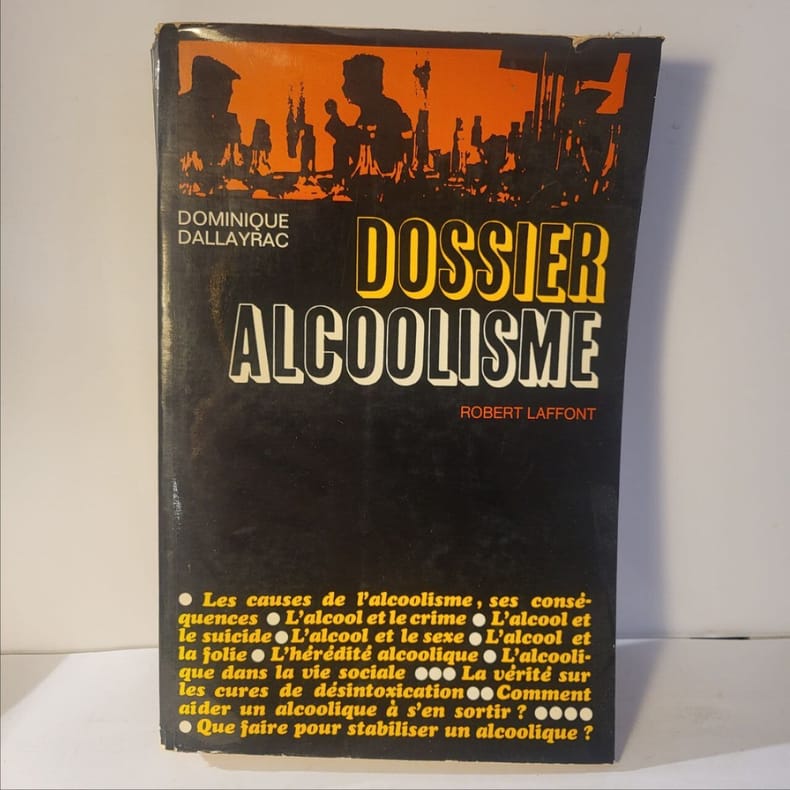 DOMINIQUE
DALLAYRAC
DOSSIER
ALCOOLISME
ROBERT LAFFONT
● Les causes de l'alcoolisme, ses consé-
quences ● L'alcool et le crime ● L'alcool et
le suicide ● L'alcool et le sexe ● L'alcool et
la folie ● L'hérédité alcoolique ● L'alcooli-
que dans la vie sociale ●●● La vérité sur
les cures de désintoxication ●● Comment
aider un alcoolique à s'en sortir ? ●●●●
● Que faire pour stabiliser un alcoolique ?